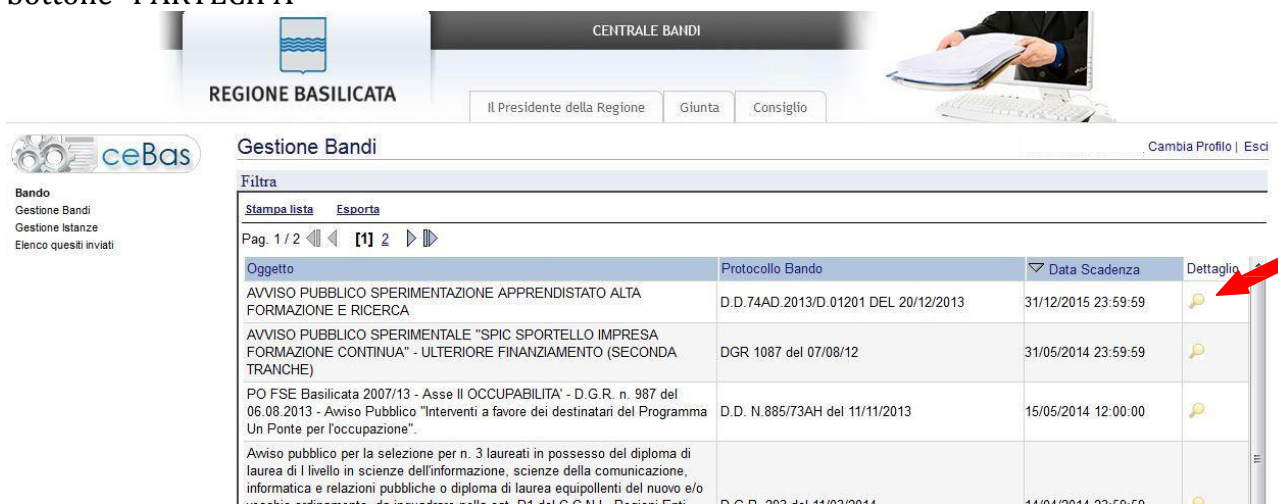 bottone "PARTECIPA"
CENTRALE BANDI
REGIONE BASILICATA
Il Presidente della Regione
Giunta
Consiglio
ceBas
Gestione Bandi
Cambia Profilo | Esci
Bando
Gestione Bandi
Gestione Istanze
Elenco quesiti inviati
Filtra
Stampa lista Esporta
Pag. 1 / 2 [1] 2
Oggetto Protocollo Bando Data Scadenza Dettaglio
AVVISO PUBBLICO SPERIMENTAZIONE APPRENDISTATO ALTA
FORMAZIONE E RICERCA
D.D.74AD.2013/D.01201 DEL 20/12/2013
31/12/2015 23:59:59
AVVISO PUBBLICO SPERIMENTALE "SPIC SPORTELLO IMPRESA
FORMAZIONE CONTINUA" - ULTERIORE FINANZIAMENTO (SECONDA
TRANCHE)
DGR 1087 del 07/08/12
31/05/2014 23:59:59
PO FSE Basilicata 2007/13 - Asse II OCCUPABILITA' - D.G.R. n. 987 del
06.08.2013 - Avviso Pubblico "Interventi a favore dei destinatari del Programma
Un Ponte per l'occupazione".
D.D. N.885/73AH del 11/11/2013
15/05/2014 12:00:00
Avviso pubblico per la selezione per n. 3 laureati in possesso del diploma di
laurea di I livello in scienze dell'informazione, scienze della comunicazione,
informatica e relazioni pubbliche o diploma di laurea equipollenti del nuovo e/o